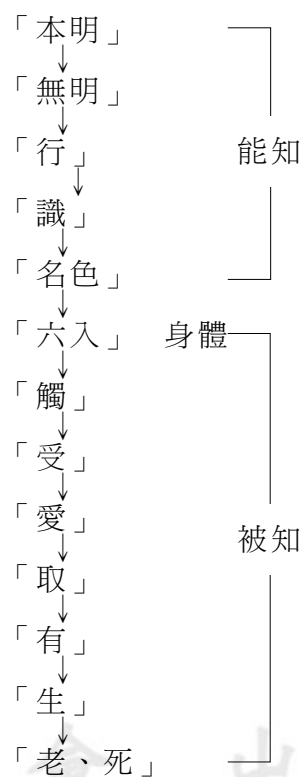 「本明」
「無明」
「行」 能知
「識」
「名色」
「六入」 身體
「觸」
「受」
「愛」
「取」 被知
「有」
「生」
「老、死」